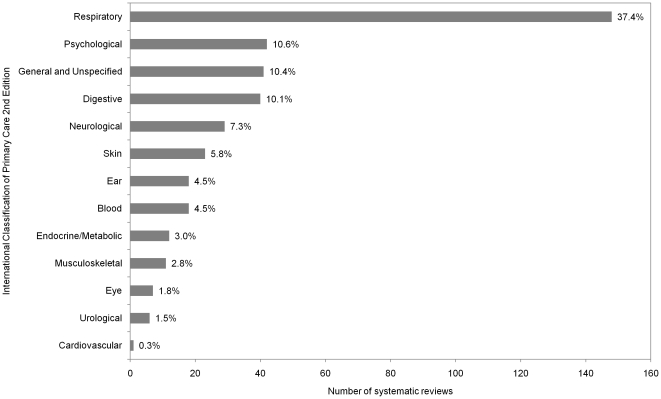 International Classification of Primary Care 2nd Edition
Respiratory 37.4%
Psychological 10.6%
General and Unspecified 10.4%
Digestive 10.1%
Neurological 7.3%
Skin 5.8%
Ear 4.5%
Blood 4.5%
Endocrine/Metabolic 3.0%
Musculoskeletal 2.8%
Eye 1.8%
Urological 1.5%
Cardiovascular 0.3%
0 20 40 60 80 100 120 140 160
Number of systematic reviews